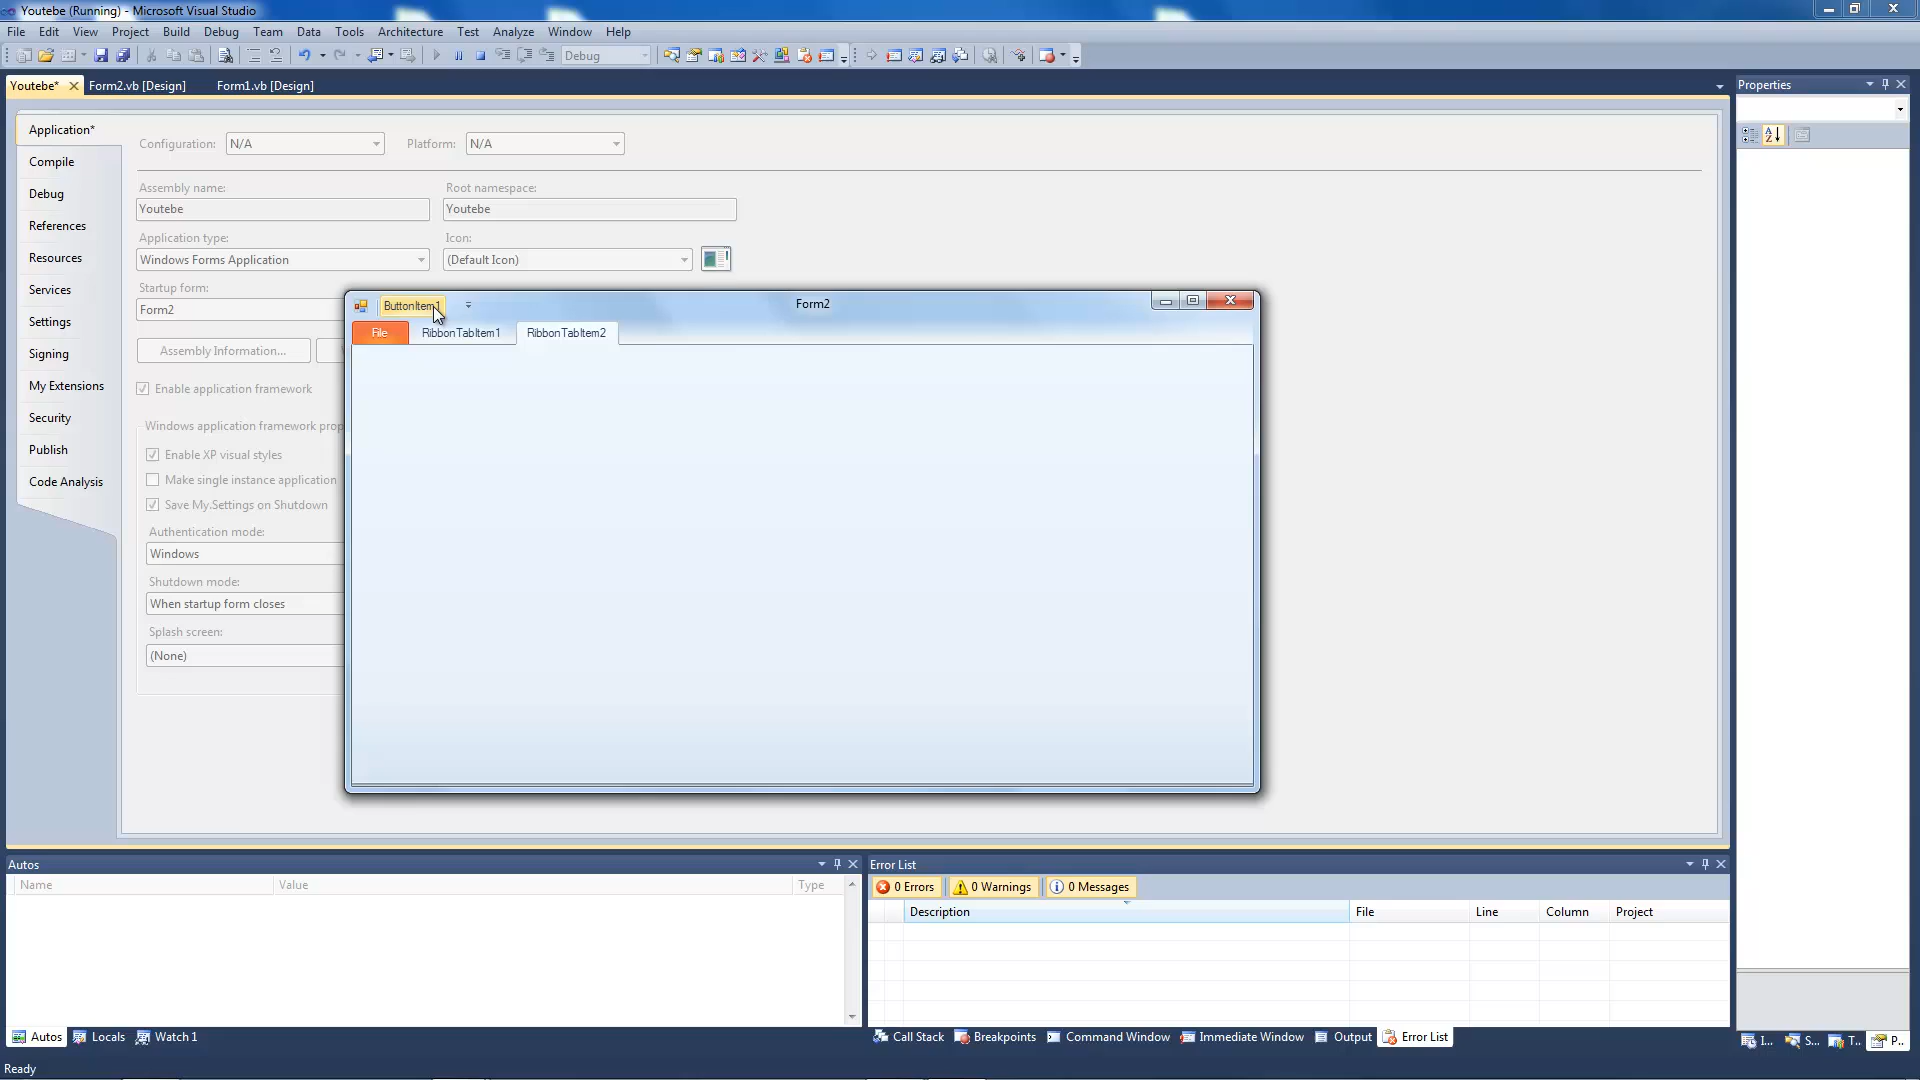 Youtebe (Running) - Microsoft Visual Studio
File Edit View Project Build Debug Team Data Tools Architecture Test Analyze Window Help
Debug
Youtebe* Form2.vb [Design] Form1.vb [Design]
Properties
Application*
Compile
Debug
References
Resources
Services
Settings
Signing
My Extensions
Security
Publish
Code Analysis
Configuration: N/A Platform: N/A
Assembly name: Root namespace:
Youtebe Youtebe
Application type: Icon:
Windows Forms Application (Default Icon)
Startup form:
Form2
Assembly Information...
Enable application framework
Windows application framework prop
Enable XP visual styles
Make single instance application
Save My.Settings on Shutdown
Authentication mode:
Windows
Shutdown mode:
When startup form closes
Splash screen:
(None)
ButtonItem1 Form2
File RibbonTabItem1 RibbonTabItem2
Autos
Name Value Type
Autos Locals Watch 1
Error List
0 Errors 0 Warnings 0 Messages
Description File Line Column Project
Call Stack Breakpoints Command Window Immediate Window Output Error List
I... S... T... P...
Ready